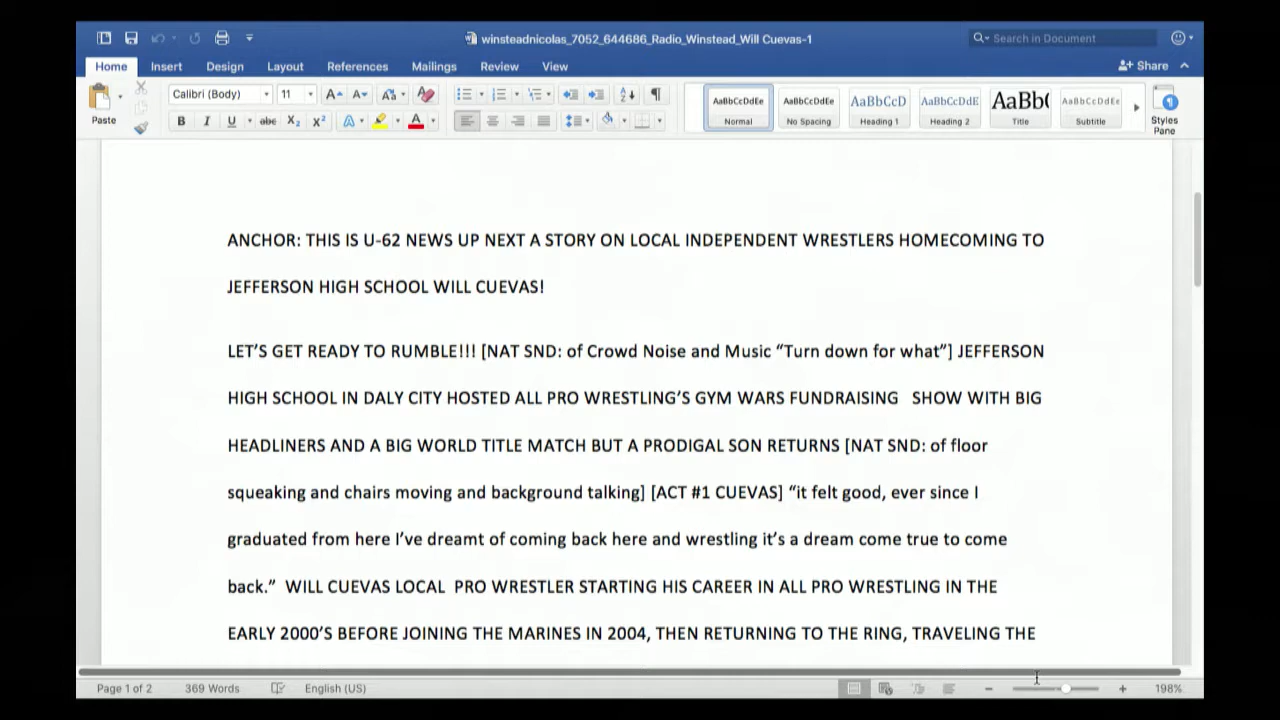 winsteadnicolas_7052_644686_Radio_Winstead_Will Cuevas-1
Search in Document
Home Insert Design Layout References Mailings Review View
Share
Paste
Calibri (Body) 11
AaBbCcDdEe Normal
AaBbCcDdEe No Spacing
AaBbCcD Heading 1
AaBbCcDdE Heading 2
AaBb( Title
AaBbCcDdEe Subtitle
Styles Pane
ANCHOR: THIS IS U-62 NEWS UP NEXT A STORY ON LOCAL INDEPENDENT WRESTLERS HOMECOMING TO
JEFFERSON HIGH SCHOOL WILL CUEVAS!
LET’S GET READY TO RUMBLE!!! [NAT SND: of Crowd Noise and Music “Turn down for what”] JEFFERSON
HIGH SCHOOL IN DALY CITY HOSTED ALL PRO WRESTLING’S GYM WARS FUNDRAISING SHOW WITH BIG
HEADLINERS AND A BIG WORLD TITLE MATCH BUT A PRODIGAL SON RETURNS [NAT SND: of floor
squeaking and chairs moving and background talking] [ACT #1 CUEVAS] “it felt good, ever since I
graduated from here I’ve dreamt of coming back here and wrestling it’s a dream come true to come
back.” WILL CUEVAS LOCAL PRO WRESTLER STARTING HIS CAREER IN ALL PRO WRESTLING IN THE
EARLY 2000’S BEFORE JOINING THE MARINES IN 2004, THEN RETURNING TO THE RING, TRAVELING THE
Page 1 of 2 369 Words English (US) 198%